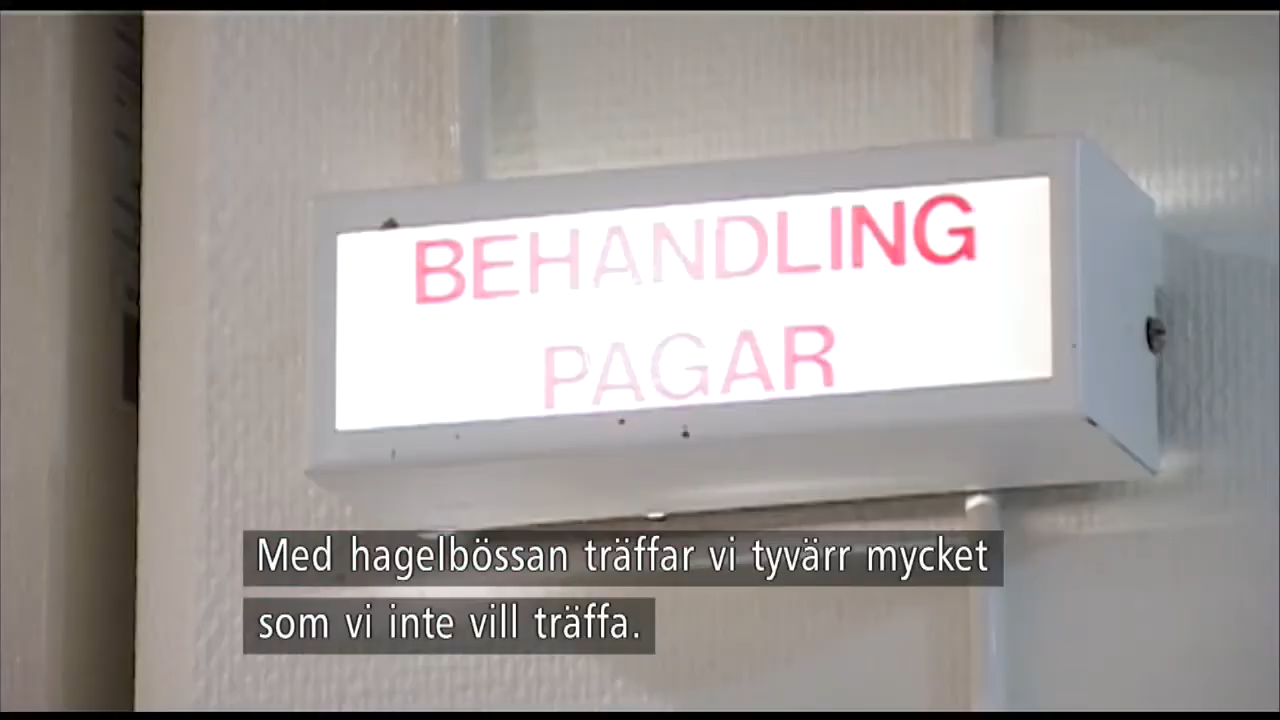 BEHANDLING
PAGAR
Med hagelbössan träffar vi tyvärr mycket
som vi inte vill träffa.